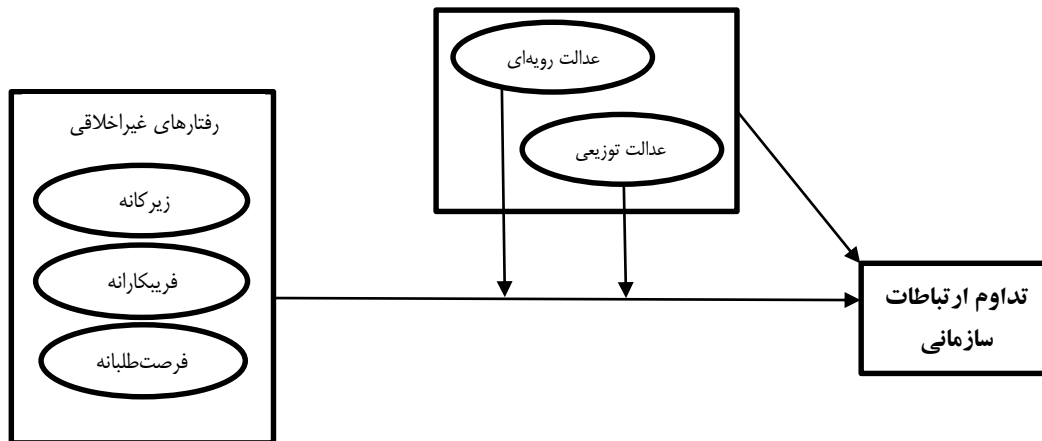 عدالت رویه‌ای
عدالت توزیعی
رفتارهای غیراخلاقی
زیرکانه
فریبکارانه
فرصت‌طلبانه
تداوم ارتباطات
سازمانی